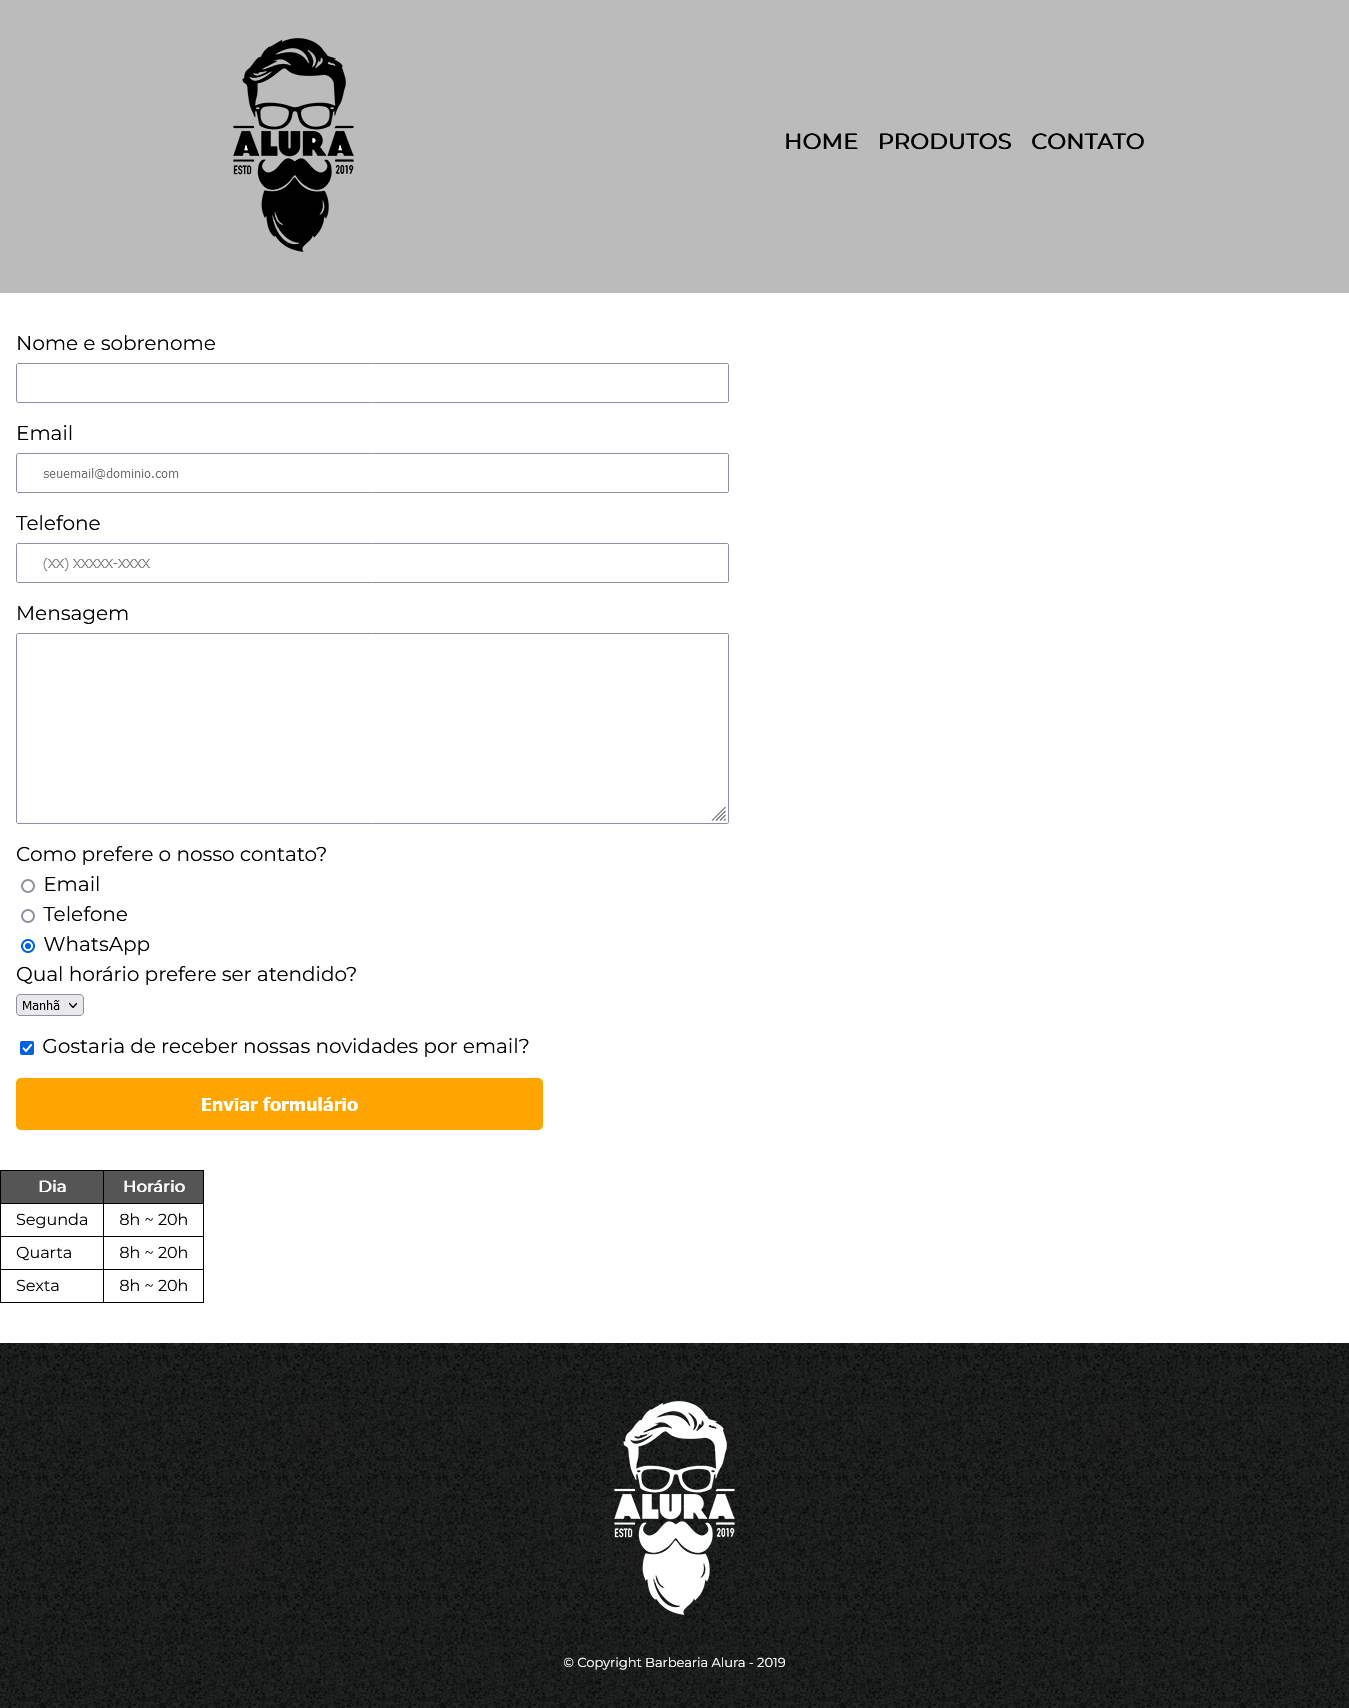 ALURA
ESTD 2019
HOME PRODUTOS CONTATO
Nome e sobrenome
Email
seuemail@dominio.com
Telefone
(XX) XXXXX-XXXX
Mensagem
Como prefere o nosso contato?
Email
Telefone
WhatsApp
Qual horário prefere ser atendido?
Manhã
Gostaria de receber nossas novidades por email?
Enviar formulário
Dia Horário
Segunda 8h ~ 20h
Quarta 8h ~ 20h
Sexta 8h ~ 20h
ALURA
ESTD 2019
© Copyright Barbearia Alura - 2019